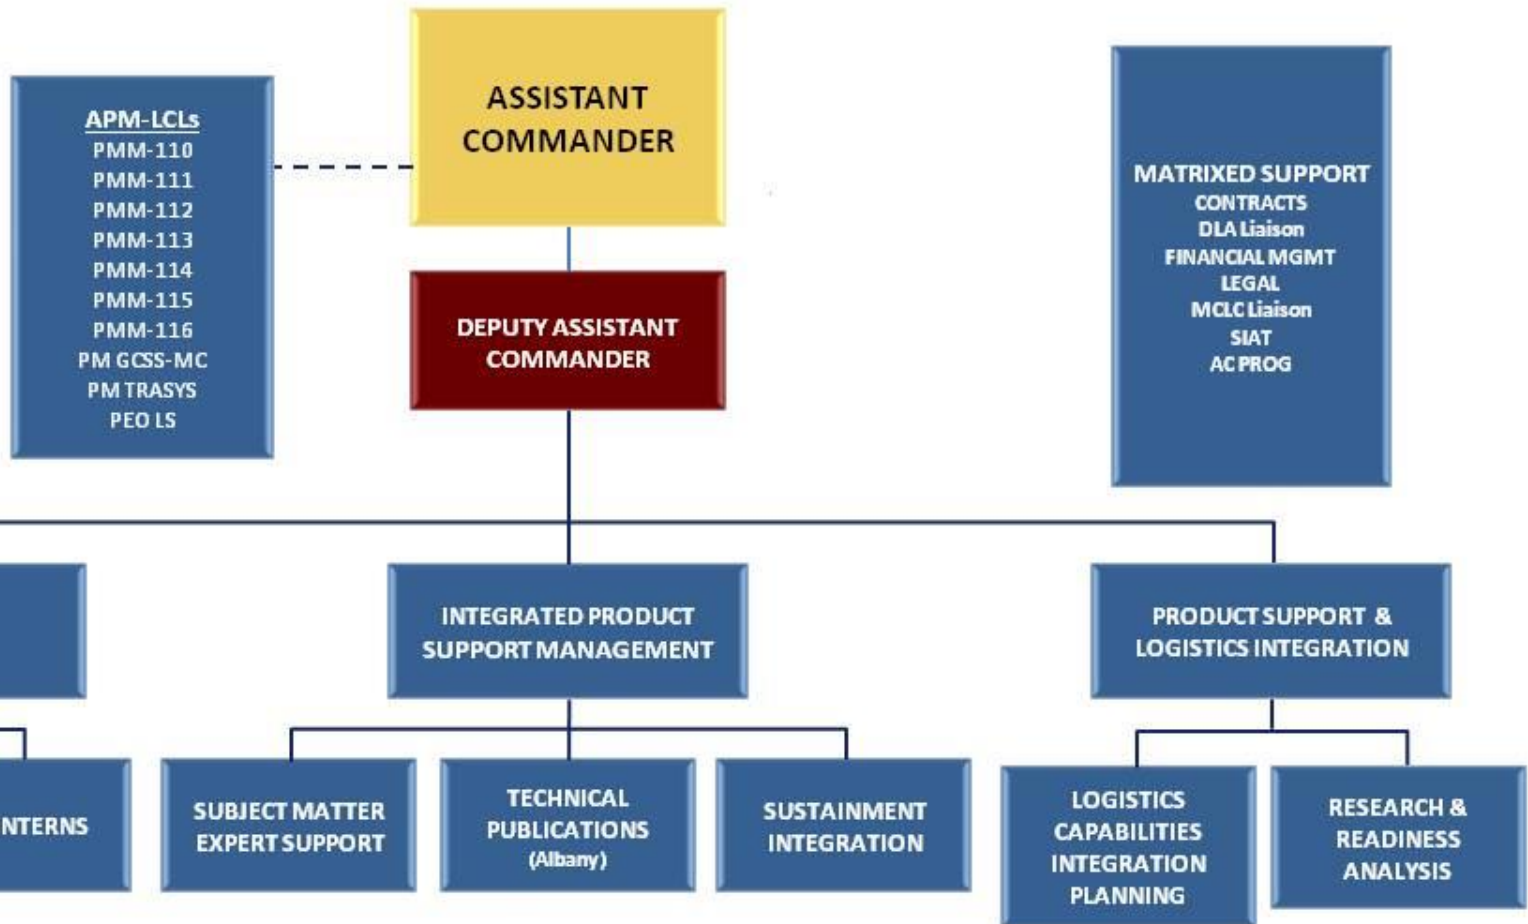 ASSISTANT
COMMANDER
APM-LCLs
PMM-110
PMM-111
PMM-112
PMM-113
PMM-114
PMM-115
PMM-116
PM GCSS-MC
PM TRASYS
PEO LS
MATRIXED SUPPORT
CONTRACTS
DLA Liaison
FINANCIAL MGMT
LEGAL
MCLC Liaison
SIAT
AC PROG
DEPUTY ASSISTANT
COMMANDER
INTEGRATED PRODUCT
SUPPORT MANAGEMENT
PRODUCT SUPPORT &
LOGISTICS INTEGRATION
NTERNS
SUBJECT MATTER
EXPERT SUPPORT
TECHNICAL
PUBLICATIONS
(Albany)
SUSTAINMENT
INTEGRATION
LOGISTICS
CAPABILITIES
INTEGRATION
PLANNING
RESEARCH &
READINESS
ANALYSIS